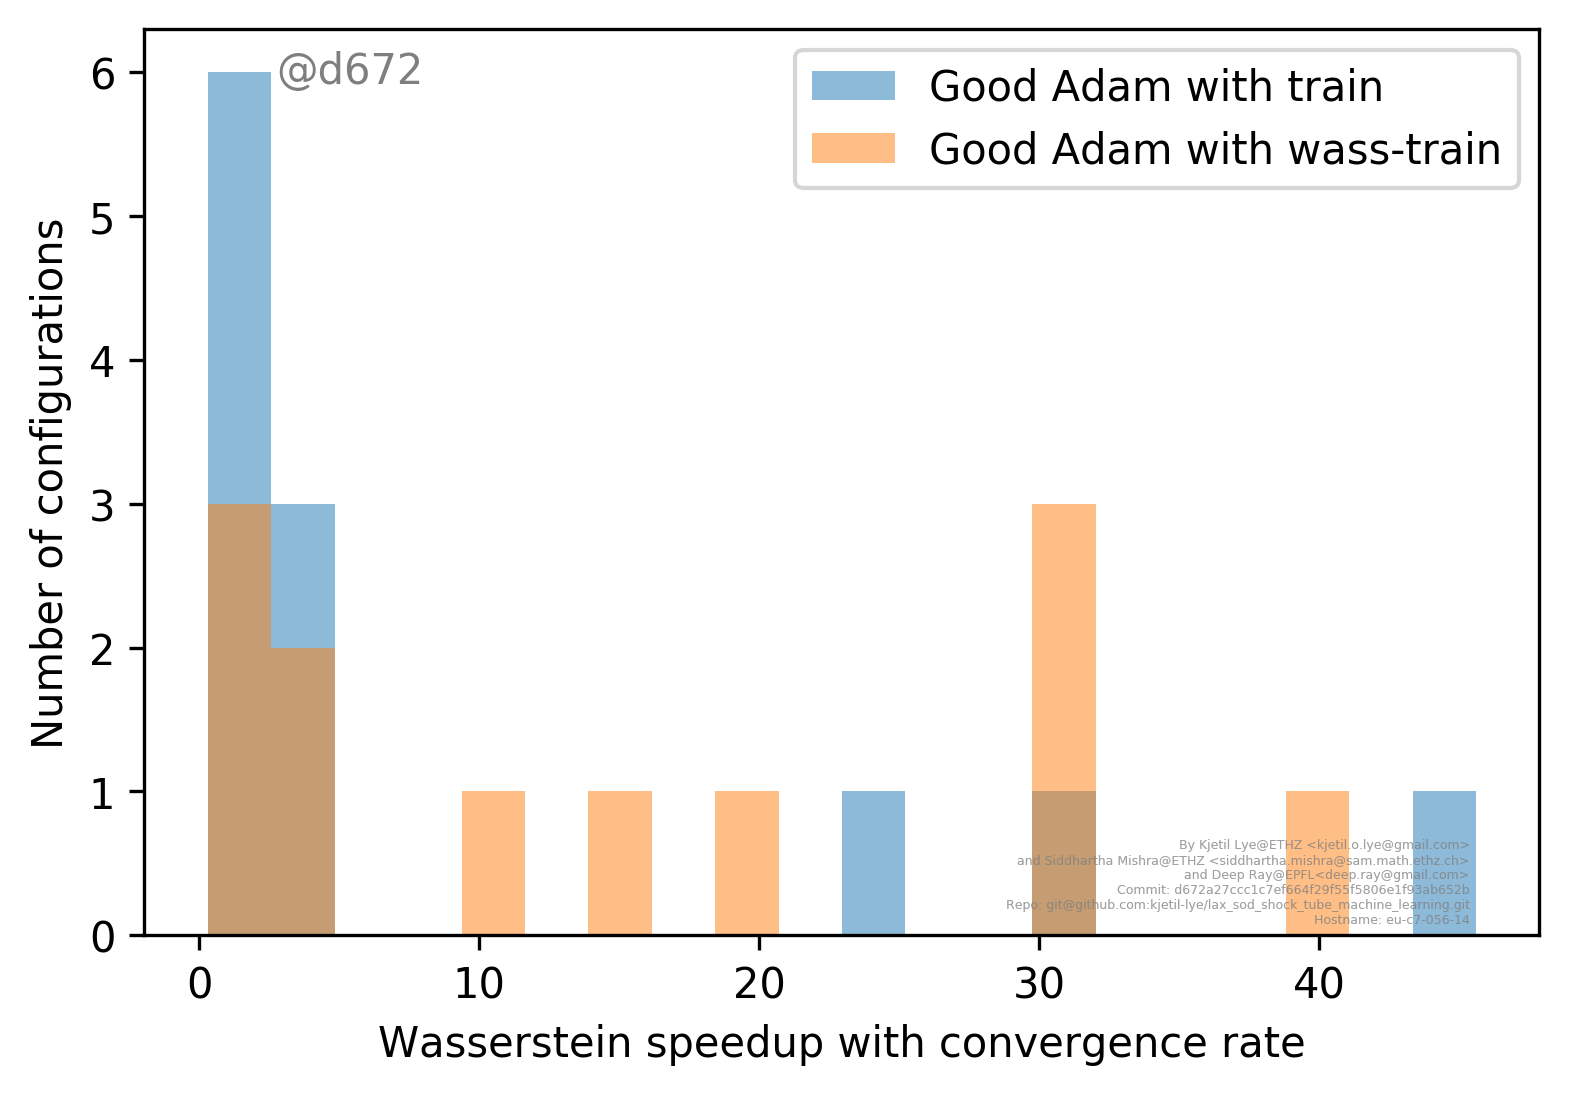 @d672
Good Adam with train
Good Adam with wass-train
6
5
4
3
2
1
0
Number of configurations
By Kjetil Lye@ETHZ <kjetil.o.lye@gmail.com>
and Siddhartha Mishra@ETHZ <siddhartha.mishra@sam.math.ethz.ch>
and Deep Ray@EPFL<deep.ray@gmail.com>
Commit: d672a27ccc1c7ef664f29f55f5806e1f93ab652b
Repo: git@github.com:kjetil-lye/lax_sod_shock_tube_machine_learning.git
Hostname: eu-c7-056-14
0 10 20 30 40
Wasserstein speedup with convergence rate